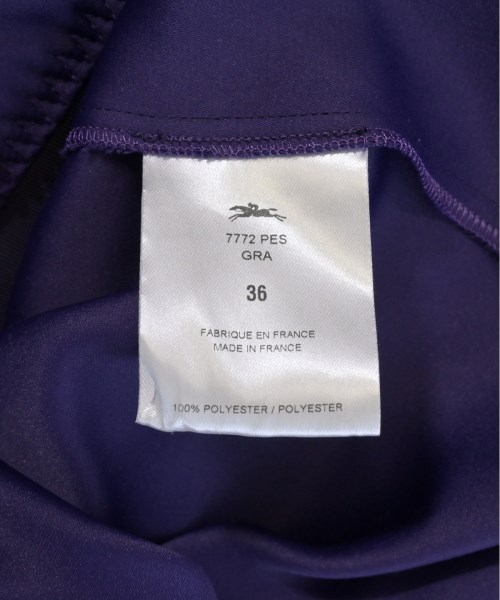 7772 PES
GRA
36
FABRIQUE EN FRANCE
MADE IN FRANCE
100% POLYESTER / POLYESTER